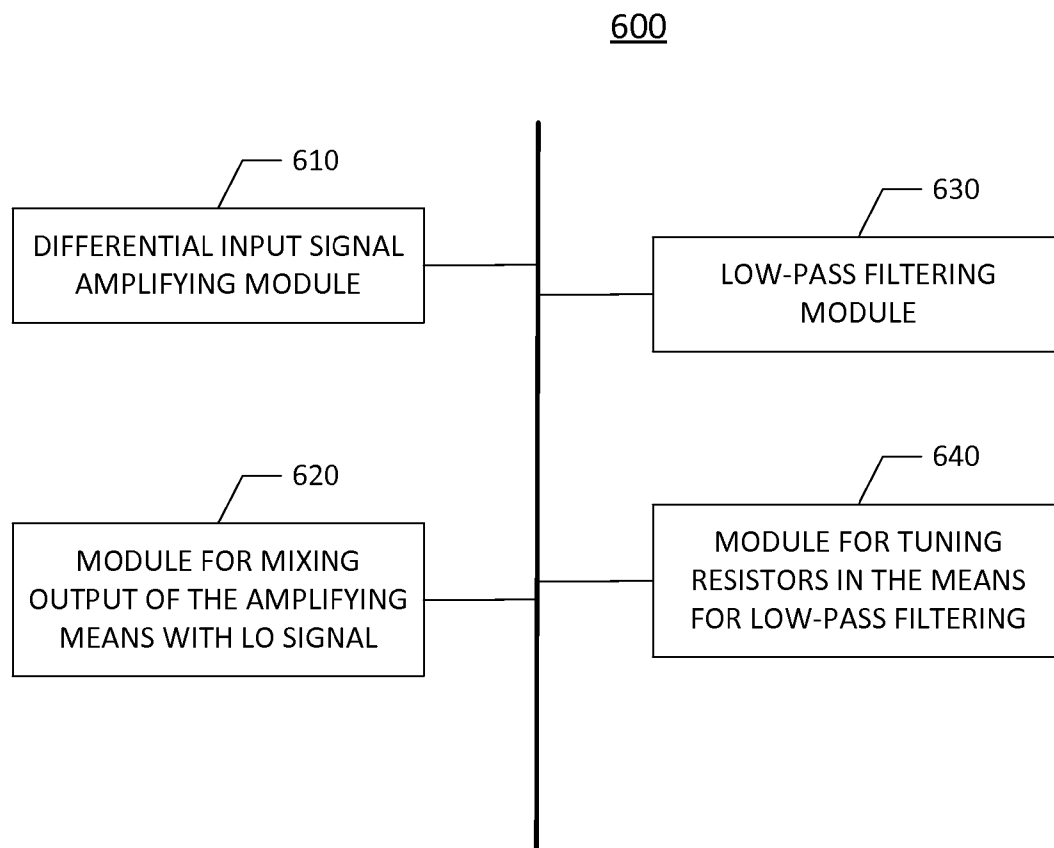 600
610
DIFFERENTIAL INPUT SIGNAL
AMPLIFYING MODULE
630
LOW-PASS FILTERING
MODULE
620
MODULE FOR MIXING
OUTPUT OF THE AMPLIFYING
MEANS WITH LO SIGNAL
640
MODULE FOR TUNING
RESISTORS IN THE MEANS
FOR LOW-PASS FILTERING